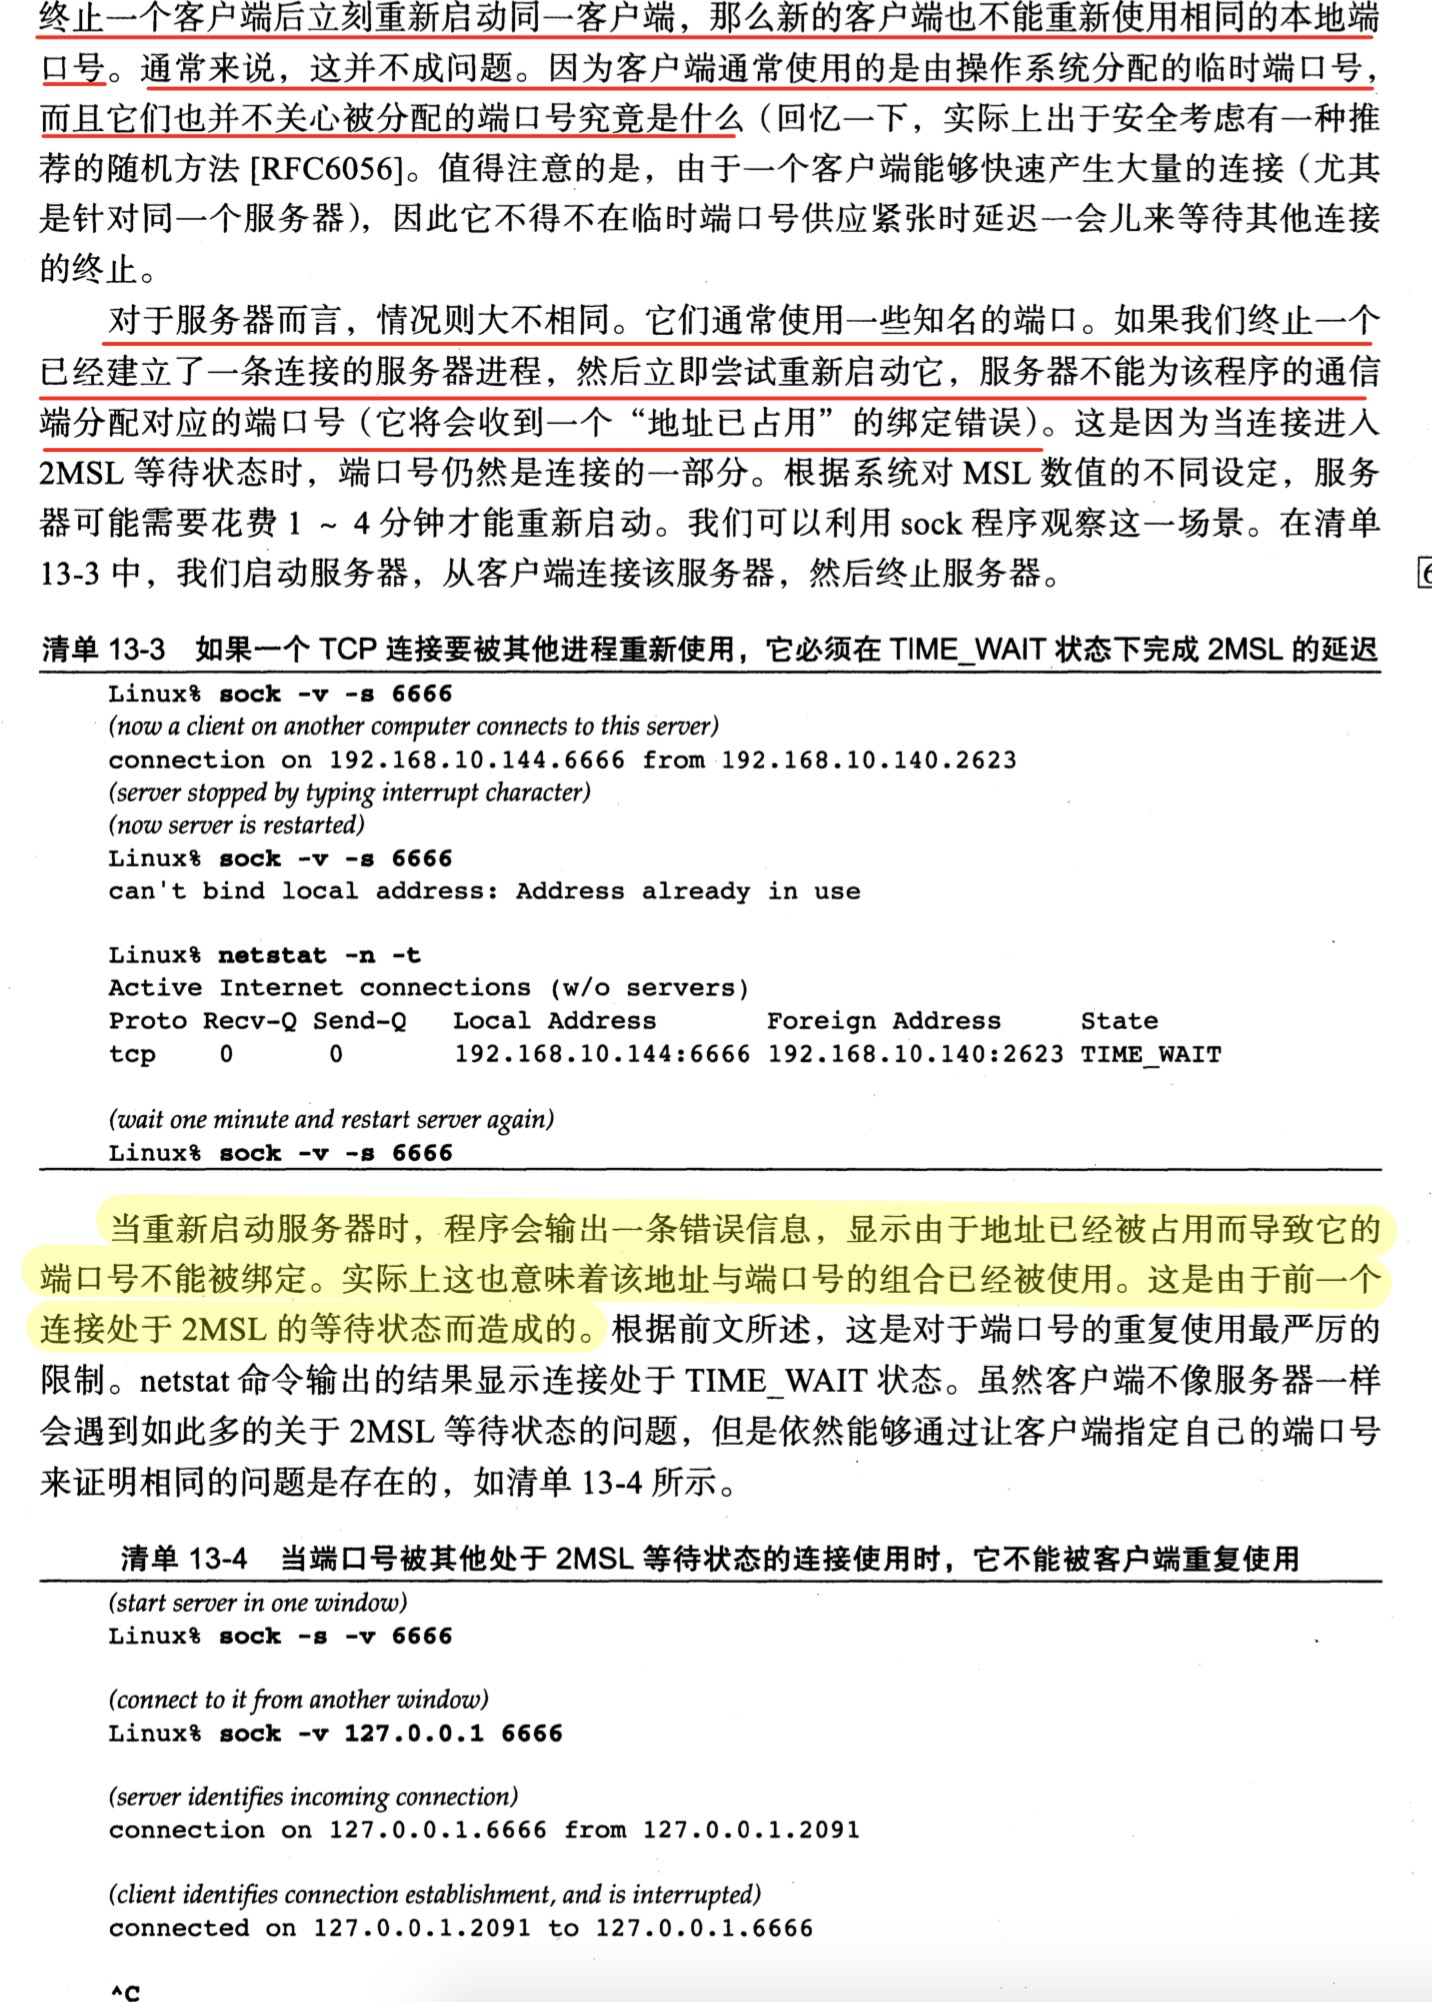 终止一个客户端后立刻重新启动同一客户端，那么新的客户端也不能重新使用相同的本地端
口号。通常来说，这并不成问题。因为客户端通常使用的是由操作系统分配的临时端口号，
而且它们也并不关心被分配的端口号究竟是什么（回忆一下，实际上出于安全考虑有一种推
荐的随机方法 [RFC6056]。值得注意的是，由于一个客户端能够快速产生大量的连接（尤其
是针对同一个服务器），因此它不得不在临时端口号供应紧张时延迟一会儿来等待其他连接
的终止。
对于服务器而言，情况则大不相同。它们通常使用一些知名的端口。如果我们终止一个
已经建立了一条连接的服务器进程，然后立即尝试重新启动它，服务器不能为该程序的通信
端分配对应的端口号（它将会收到一个“地址已占用”的绑定错误）。这是因为当连接进入
2MSL 等待状态时，端口号仍然是连接的一部分。根据系统对 MSL 数值的不同设定，服务
器可能需要花费 1 ~ 4 分钟才能重新启动。我们可以利用 sock 程序观察这一场景。在清单
13-3 中，我们启动服务器，从客户端连接该服务器，然后终止服务器。
清单 13-3 如果一个 TCP 连接要被其他进程重新使用，它必须在 TIME_WAIT 状态下完成 2MSL 的延迟
Linux% sock -v -s 6666
(now a client on another computer connects to this server)
connection on 192.168.10.144.6666 from 192.168.10.140.2623
(server stopped by typing interrupt character)
(now server is restarted)
Linux% sock -v -s 6666
can't bind local address: Address already in use
Linux% netstat -n -t
Active Internet connections (w/o servers)
Proto Recv-Q Send-Q Local Address Foreign Address State
tcp 0 0 192.168.10.144:6666 192.168.10.140:2623 TIME_WAIT
(wait one minute and restart server again)
Linux% sock -v -s 6666
当重新启动服务器时，程序会输出一条错误信息，显示由于地址已经被占用而导致它的
端口号不能被绑定。实际上这也意味着该地址与端口号的组合已经被使用。这是由于前一个
连接处于 2MSL 的等待状态而造成的。根据前文所述，这是对于端口号的重复使用最严厉的
限制。netstat 命令输出的结果显示连接处于 TIME_WAIT 状态。虽然客户端不像服务器一样
会遇到如此多的关于 2MSL 等待状态的问题，但是依然能够通过让客户端指定自己的端口号
来证明相同的问题是存在的，如清单 13-4 所示。
清单 13-4 当端口号被其他处于 2MSL 等待状态的连接使用时，它不能被客户端重复使用
(start server in one window)
Linux% sock -s -v 6666
(connect to it from another window)
Linux% sock -v 127.0.0.1 6666
(server identifies incoming connection)
connection on 127.0.0.1.6666 from 127.0.0.1.2091
(client identifies connection establishment, and is interrupted)
connected on 127.0.0.1.2091 to 127.0.0.1.6666
^C